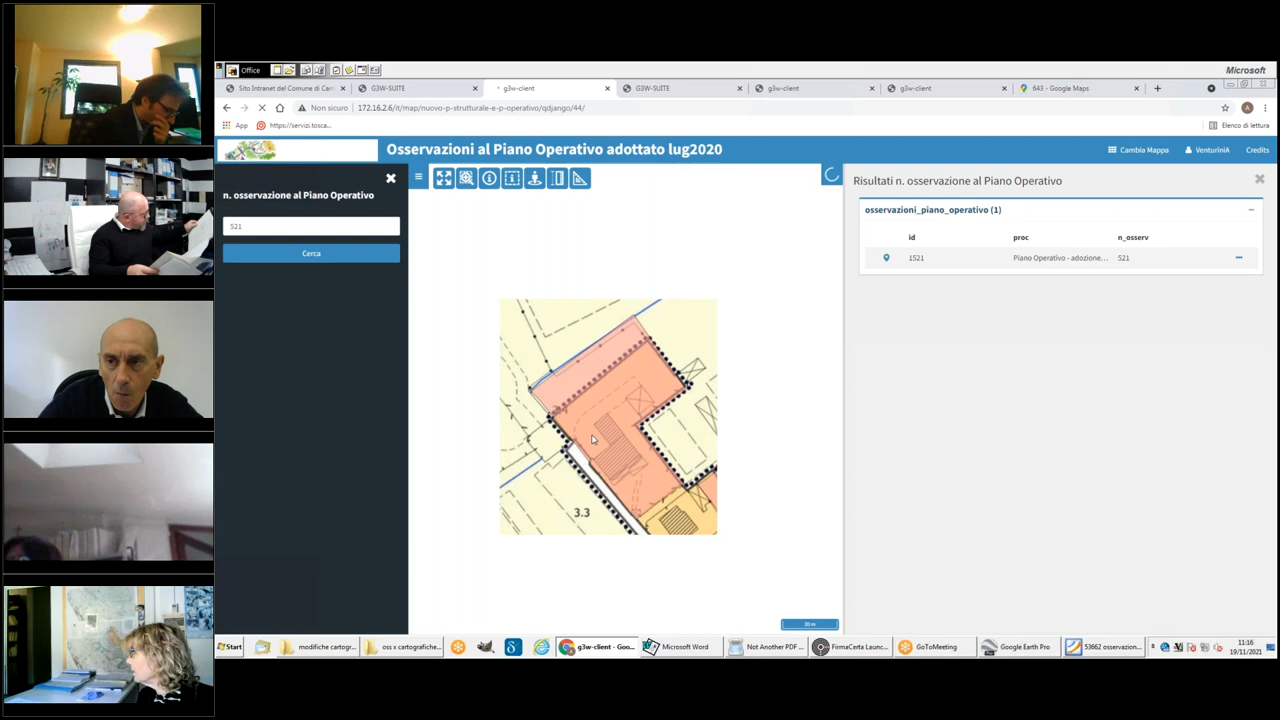 Office
Microsoft
Sito Intranet del Comune di Cam
G3W-SUITE
g3w-client
G3W-SUITE
g3w-client
g3w-client
643 - Google Maps
Non sicuro
172.16.2.6/it/map/nuovo-p-strutturale-e-p-operativo/qdjango/44/
A
App
https://servizi.tosca...
Elenco di lettura
Osservazioni al Piano Operativo adottato lug2020
Cambia Mappa
VenturiniA
Credits
n. osservazione al Piano Operativo
521
Cerca
Risultati n. osservazione al Piano Operativo
osservazioni_piano_operativo (1)
id proc n_osserv
1521 Piano Operativo - adozione... 521
3.3
20 m
Start
modifiche cartogr...
oss x cartografiche...
g3w-client - Goo...
Microsoft Word
Not Another PDF ...
FirmaCerta Launc...
GoToMeeting
Google Earth Pro
53662 osservazion...
11:16
19/11/2021